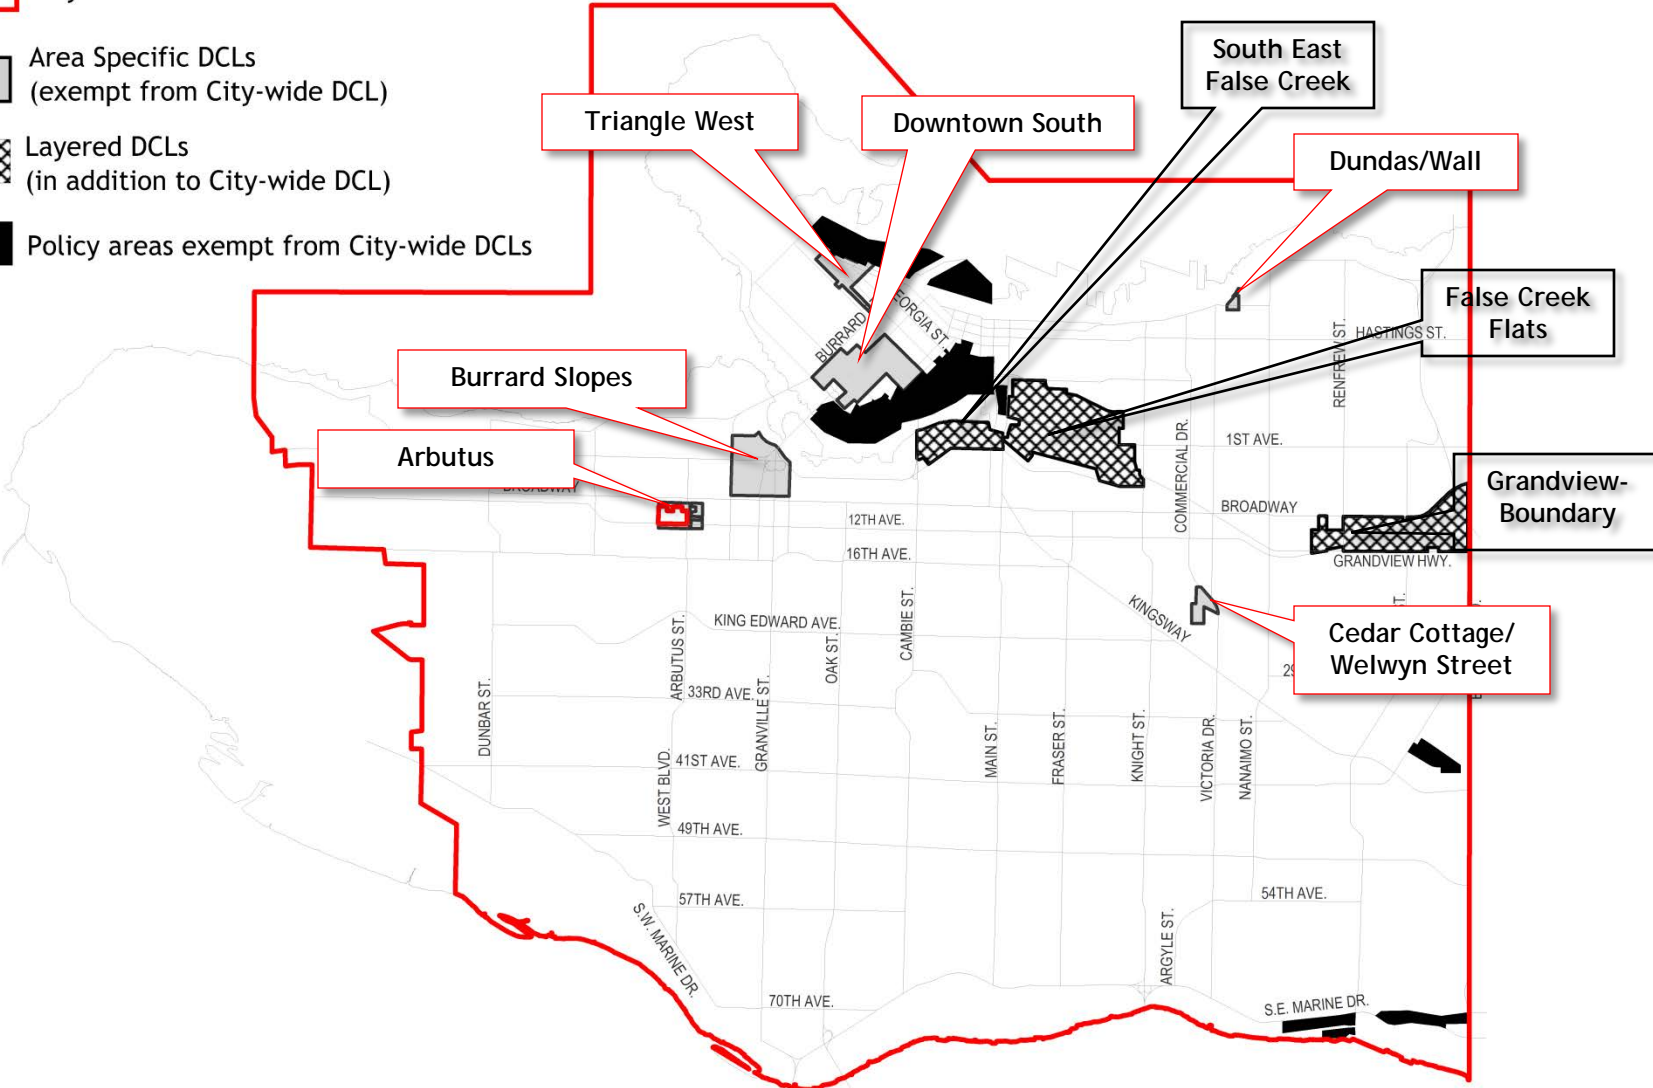 Area Specific DCLs
(exempt from City-wide DCL)
Layered DCLs
(in addition to City-wide DCL)
Policy areas exempt from City-wide DCLs
South East
False Creek
Triangle West
Downtown South
Dundas/Wall
False Creek
Flats
HASTINGS ST.
RENFREW ST.
BURRARD
EORGIA ST.
Burrard Slopes
Arbutus
BROADWAY
1ST AVE.
COMMERCIAL DR.
Grandview-
Boundary
BROADWAY
12TH AVE.
16TH AVE.
GRANDVIEW HWY.
KINGSWAY
KING EDWARD AVE.
CAMBIE ST.
OAK ST.
ARBUTUS ST.
Cedar Cottage/
Welwyn Street
29
33RD AVE.
DUNBAR ST.
GRANVILLE ST.
MAIN ST.
FRASER ST.
KNIGHT ST.
VICTORIA DR.
NANAIMO ST.
41ST AVE.
WEST BLVD.
49TH AVE.
57TH AVE.
54TH AVE.
S.W. MARINE DR.
ARGYLE ST.
70TH AVE.
S.E. MARINE DR.